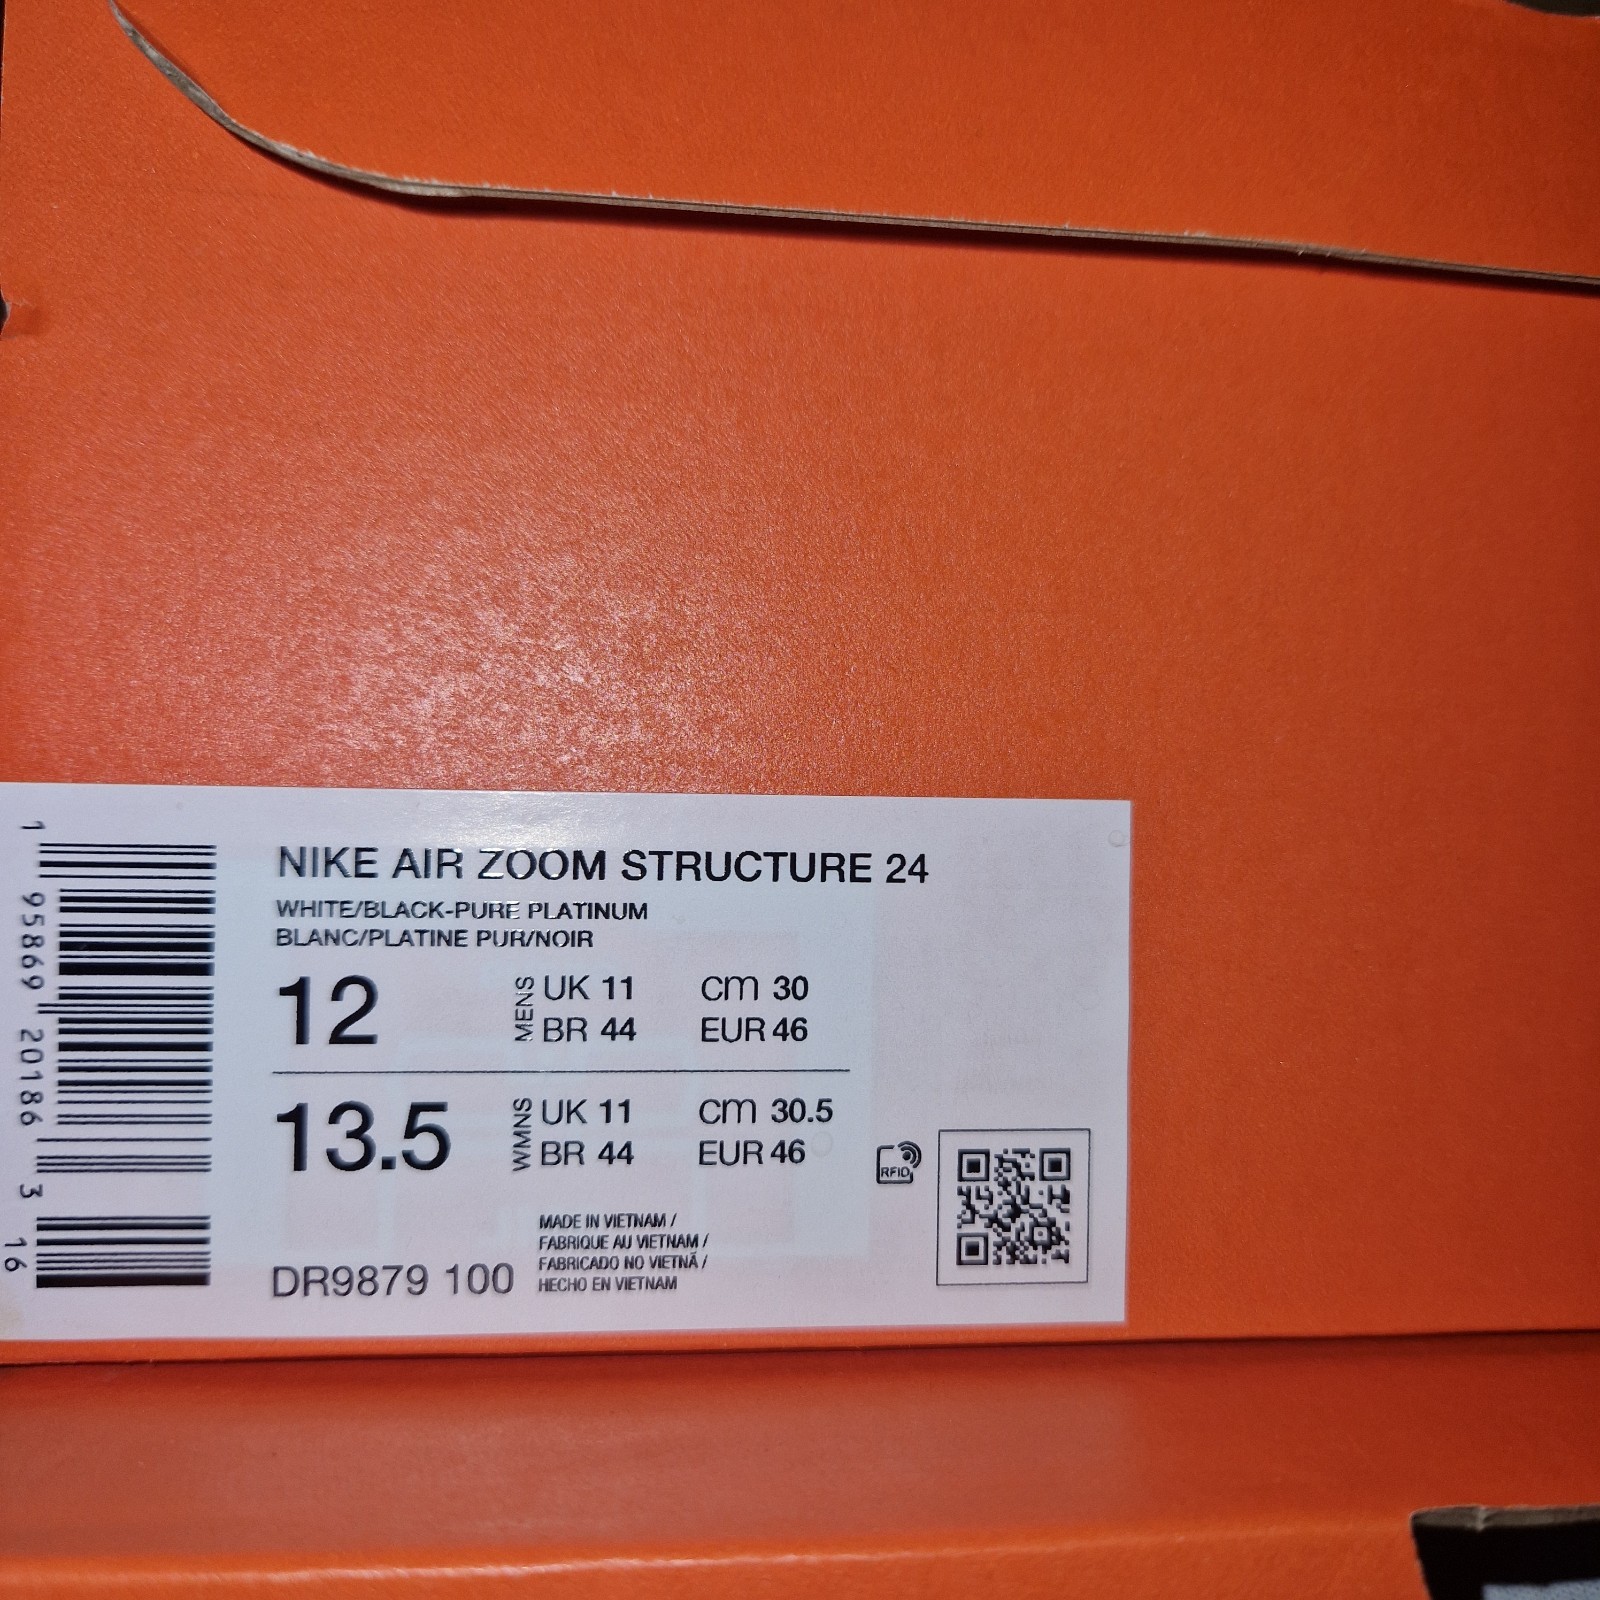 NIKE AIR ZOOM STRUCTURE 24
WHITE/BLACK-PURE PLATINUM
BLANC/PLATINE PUR/NOIR
12 MENS UK 11 cm 30
BR 44 EUR 46
13.5 WMNS UK 11 cm 30.5
BR 44 EUR 46
RFID
MADE IN VIETNAM /
FABRIQUE AU VIETNAM /
FABRICADO NO VIETNÃ /
HECHO EN VIETNAM
DR9879 100
1 95869 20186 3 16